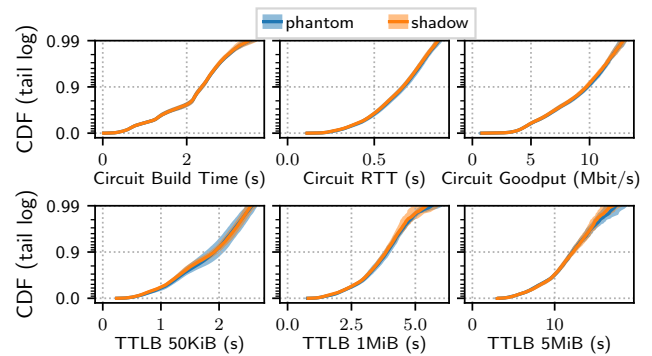 phantom shadow
CDF (tail log)
0.99
0.9
0.0
0 2
Circuit Build Time (s)
0.0 0.5
Circuit RTT (s)
0 5 10
Circuit Goodput (Mbit/s)
CDF (tail log)
0.99
0.9
0.0
0 1 2
TTLB 50KiB (s)
0.0 2.5 5.0
TTLB 1MiB (s)
10
TTLB 5MiB (s)